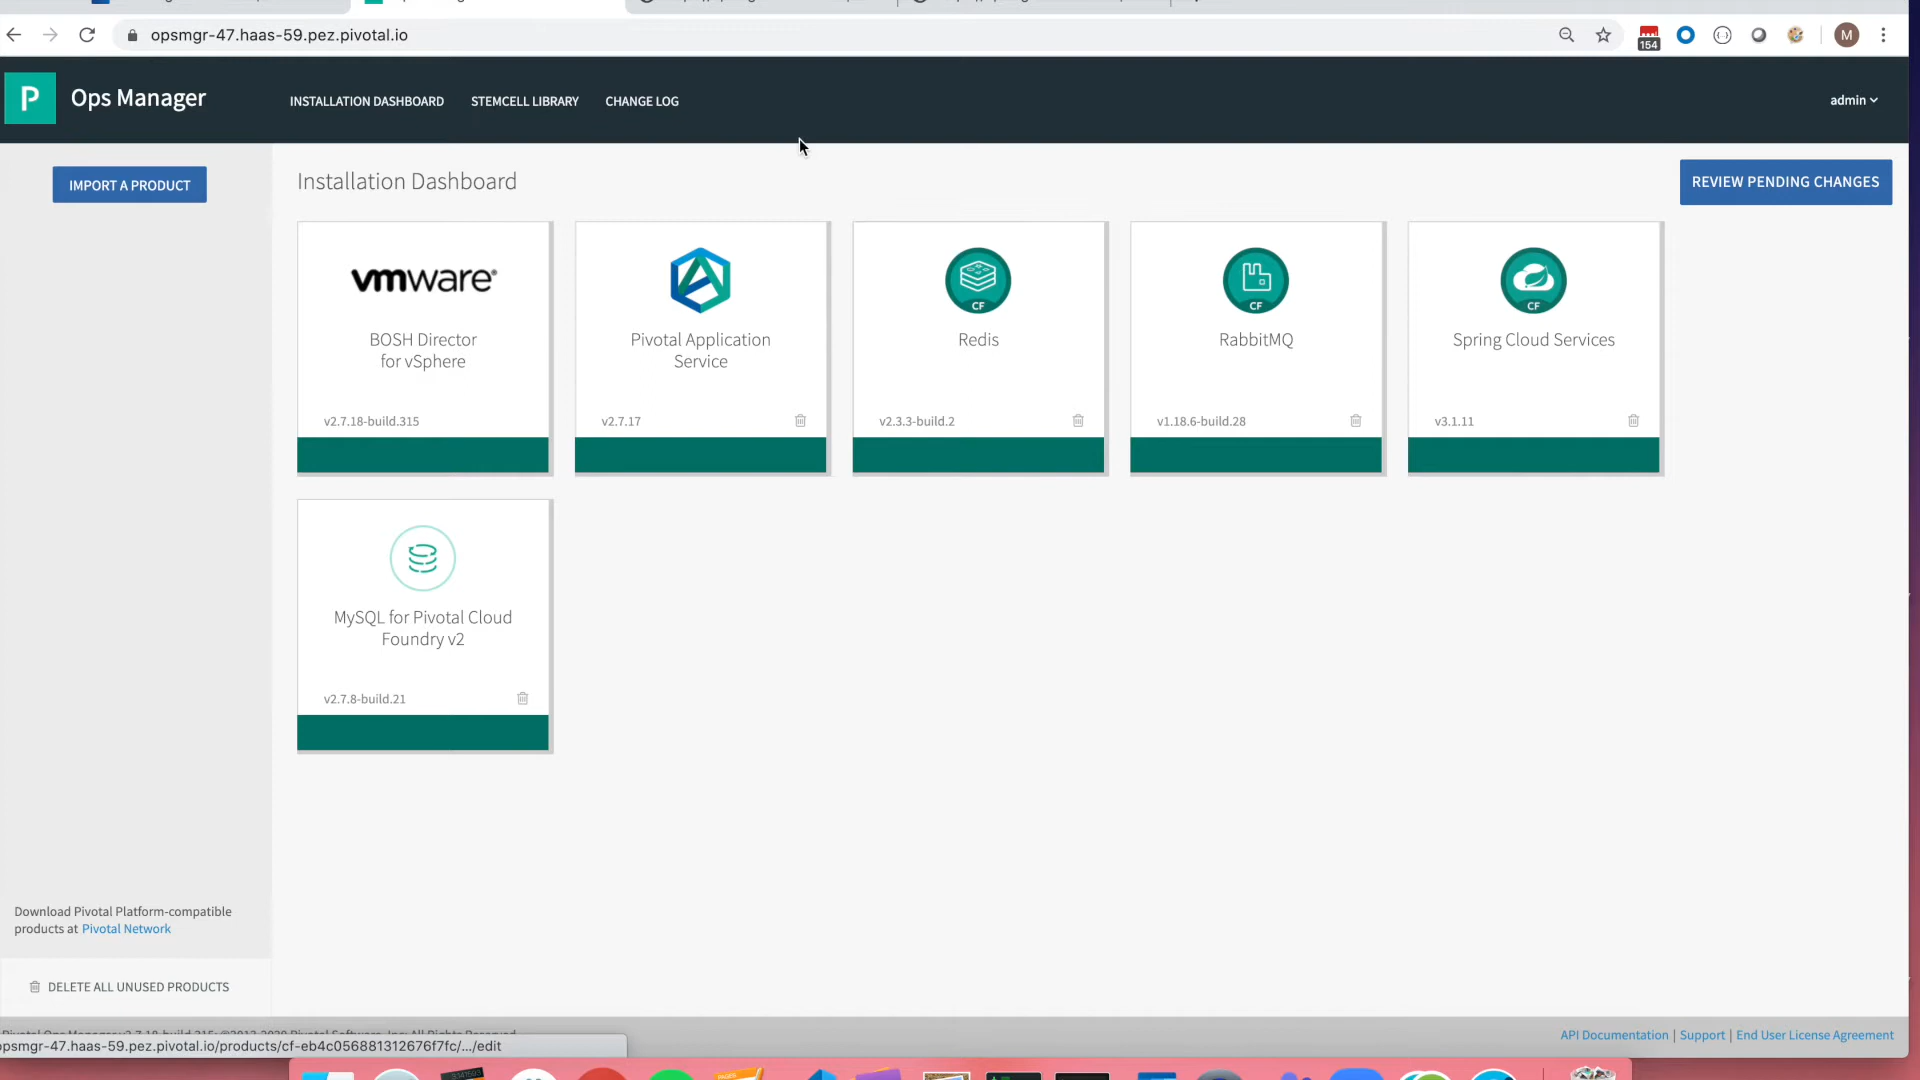 opsmgr-47.haas-59.pez.pivotal.io
154
M
P
Ops Manager
INSTALLATION DASHBOARD
STEMCELL LIBRARY
CHANGE LOG
admin
IMPORT A PRODUCT
Installation Dashboard
REVIEW PENDING CHANGES
vmware®
BOSH Director
for vSphere
v2.7.18-build.315
Pivotal Application
Service
v2.7.17
CF
Redis
v2.3.3-build.2
CF
RabbitMQ
v1.18.6-build.28
CF
Spring Cloud Services
v3.1.11
MySQL for Pivotal Cloud
Foundry v2
v2.7.8-build.21
Download Pivotal Platform-compatible
products at Pivotal Network
DELETE ALL UNUSED PRODUCTS
API Documentation | Support | End User License Agreement
opsmgr-47.haas-59.pez.pivotal.io/products/cf-eb4c056881312676f7fc/.../edit